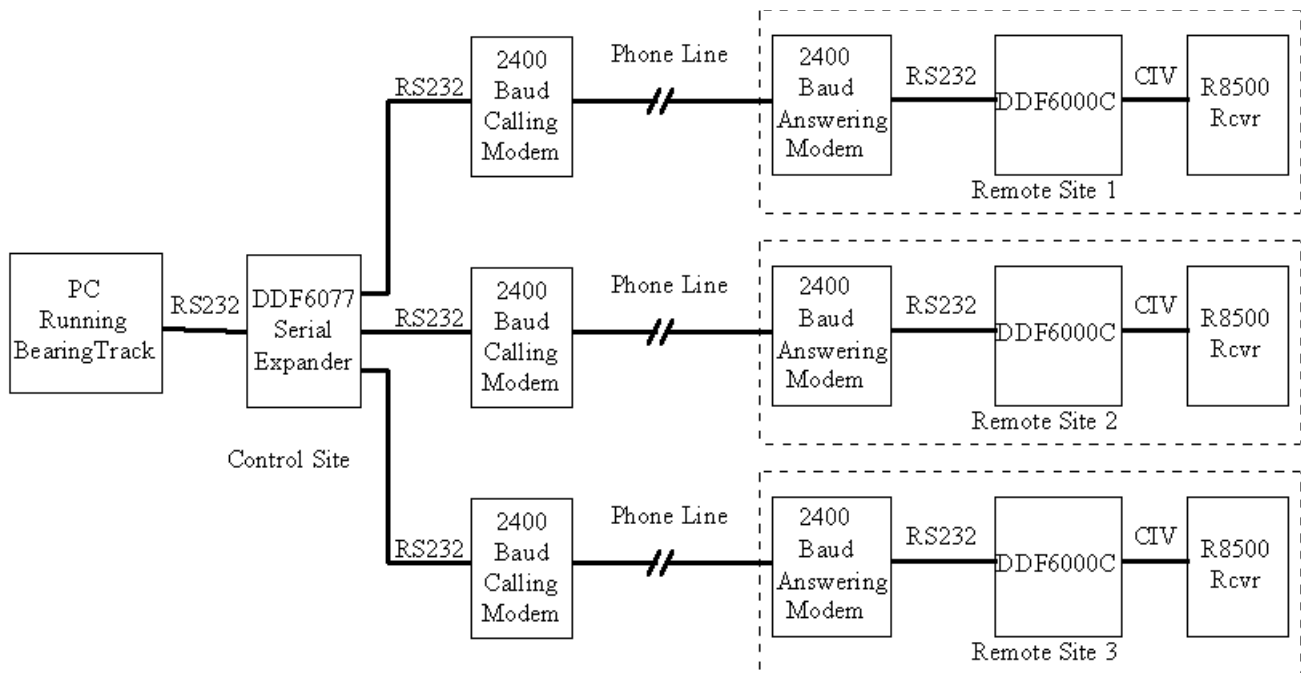 PC
Running
BearingTrack
RS232
DDF6077
Serial
Expander
Control Site
RS232
2400
Baud
Calling
Modem
Phone Line
2400
Baud
Answering
Modem
RS232
DDF6000C
CIV
R8500
Rcvr
Remote Site 1
RS232
2400
Baud
Calling
Modem
Phone Line
2400
Baud
Answering
Modem
RS232
DDF6000C
CIV
R8500
Rcvr
Remote Site 2
RS232
2400
Baud
Calling
Modem
Phone Line
2400
Baud
Answering
Modem
RS232
DDF6000C
CIV
R8500
Rcvr
Remote Site 3